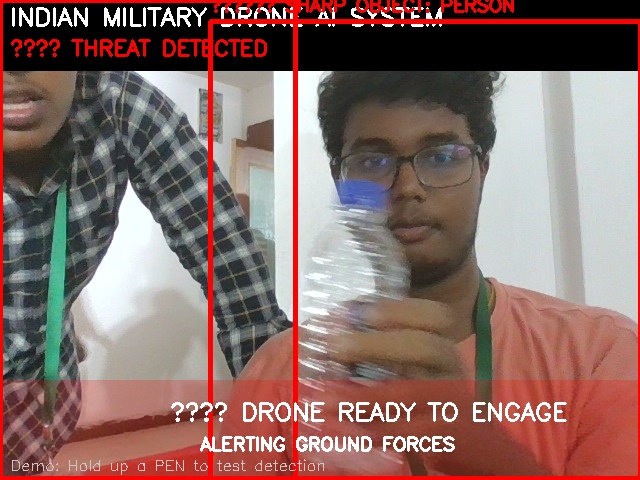 ?????? SHARP OBJECT: PERSON
INDIAN MILITARY DRONE AI SYSTEM
???? THREAT DETECTED
???? DRONE READY TO ENGAGE
ALERTING GROUND FORCES
Demo: Hold up a PEN to test detection